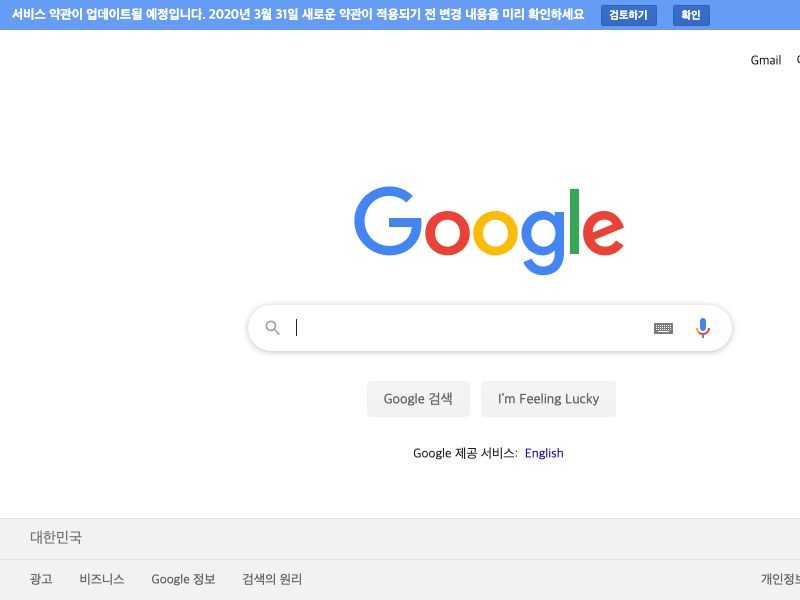 서비스 약관이 업데이트될 예정입니다. 2020년 3월 31일 새로운 약관이 적용되기 전 변경 내용을 미리 확인하세요 검토하기 확인
Gmail
Google
Google 검색 I'm Feeling Lucky
Google 제공 서비스: English
대한민국
광고 비즈니스 Google 정보 검색의 원리